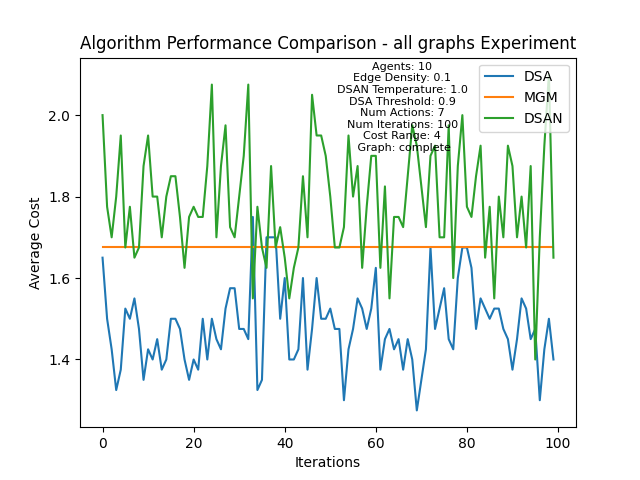 Algorithm Performance Comparison - all graphs Experiment
Agents: 10
Edge Density: 0.1
DSAN Temperature: 1.0
DSA Threshold: 0.9
Num Actions: 7
Num Iterations: 100
Cost Range: 4
Graph: complete
DSA
MGM
DSAN
Average Cost
2.0
1.8
1.6
1.4
0
20
40
60
80
100
Iterations